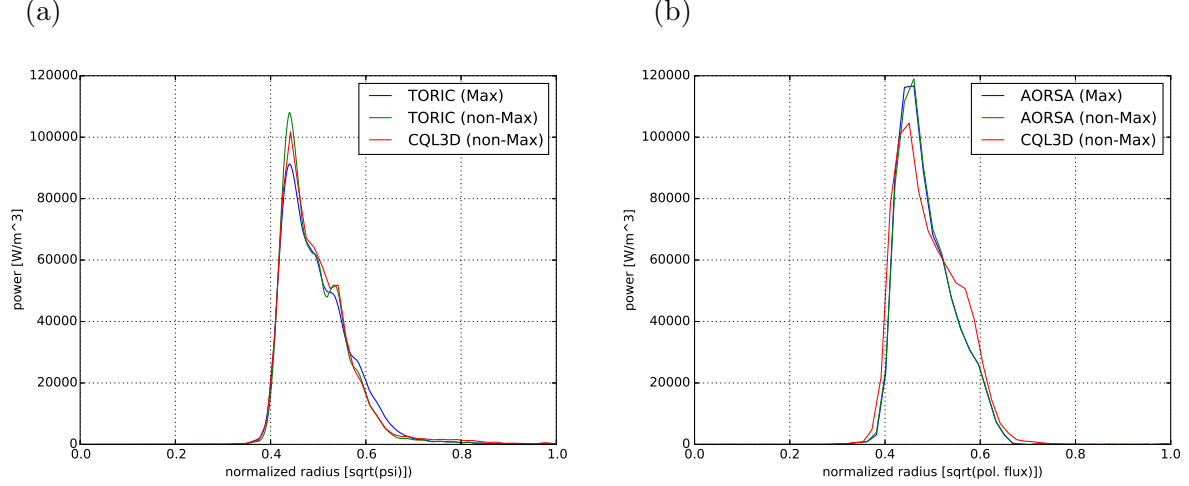 (a)
120000
100000
80000
60000
40000
20000
0
0.0 0.2 0.4 0.6 0.8 1.0
power [W/m^3]
normalized radius [sqrt(psi)])
TORIC (Max)
TORIC (non-Max)
CQL3D (non-Max)
(b)
120000
100000
80000
60000
40000
20000
0
0.0 0.2 0.4 0.6 0.8 1.0
power [W/m^3]
normalized radius [sqrt(pol. flux)])
AORSA (Max)
AORSA (non-Max)
CQL3D (non-Max)